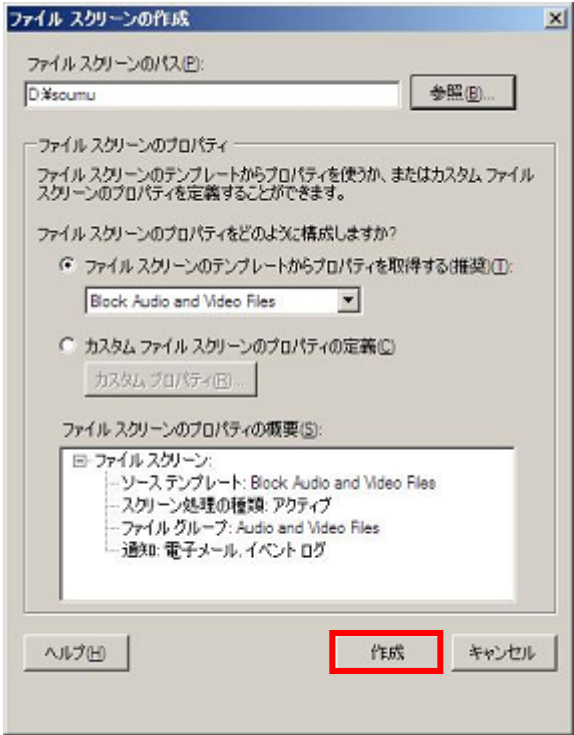 ファイル スクリーンの作成
ファイル スクリーンのパス(P):
D:¥soumu
参照(B)...
ファイル スクリーンのプロパティ
ファイル スクリーンのテンプレートからプロパティを使うか、またはカスタム ファイル
スクリーンのプロパティを定義することができます。
ファイル スクリーンのプロパティをどのように構成しますか?
ファイル スクリーンのテンプレートからプロパティを取得する(推奨)(T):
Block Audio and Video Files
カスタム ファイル スクリーンのプロパティの定義(C)
カスタム プロパティ(R)...
ファイル スクリーンのプロパティの概要(S):
ファイル スクリーン:
ソース テンプレート: Block Audio and Video Files
スクリーン処理の種類: アクティブ
ファイル グループ: Audio and Video Files
通知: 電子メール, イベント ログ
ヘルプ(H)
作成
キャンセル